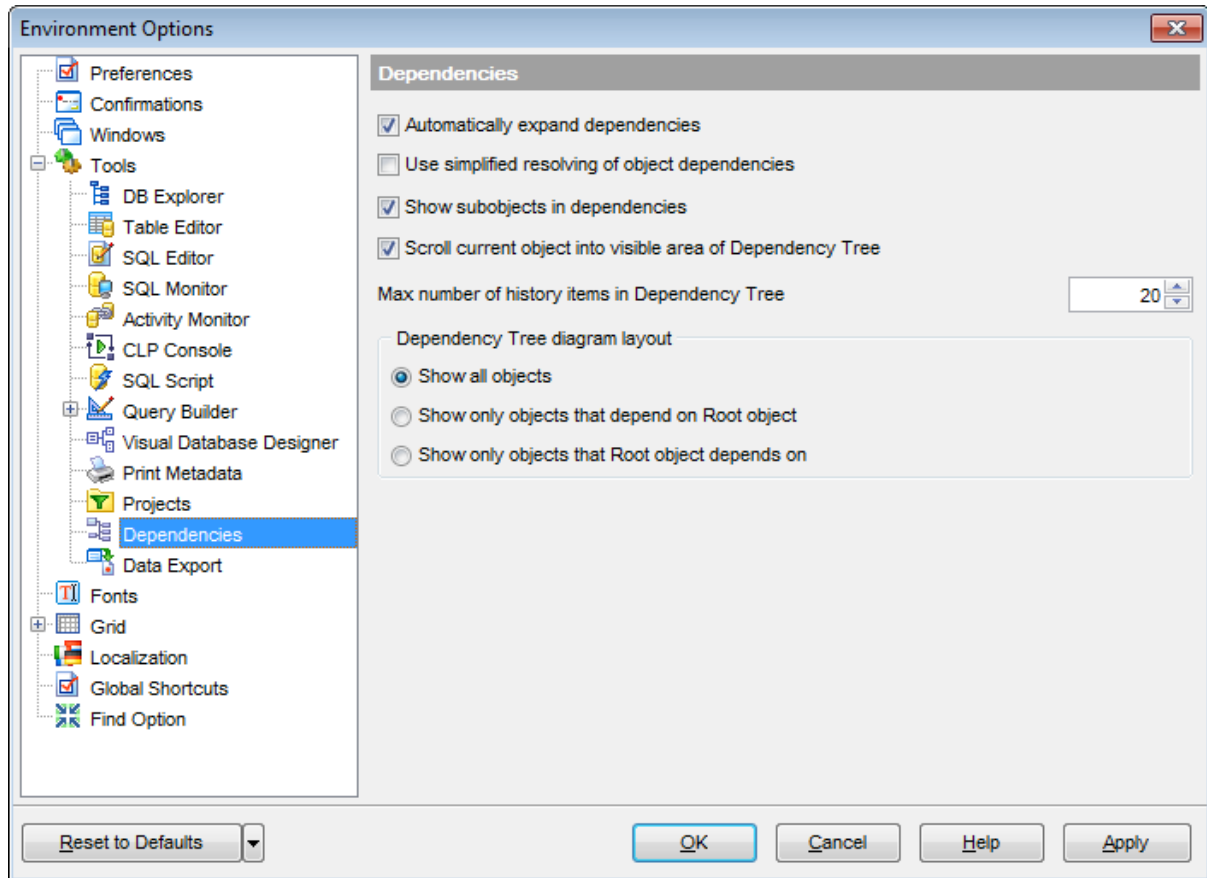 Environment Options
Preferences
Confirmations
Windows
Tools
DB Explorer
Table Editor
SQL Editor
SQL Monitor
Activity Monitor
CLP Console
SQL Script
Query Builder
Visual Database Designer
Print Metadata
Projects
Dependencies
Data Export
Fonts
Grid
Localization
Global Shortcuts
Find Option
Dependencies
Automatically expand dependencies
Use simplified resolving of object dependencies
Show subobjects in dependencies
Scroll current object into visible area of Dependency Tree
Max number of history items in Dependency Tree 20
Dependency Tree diagram layout
Show all objects
Show only objects that depend on Root object
Show only objects that Root object depends on
Reset to Defaults OK Cancel Help Apply